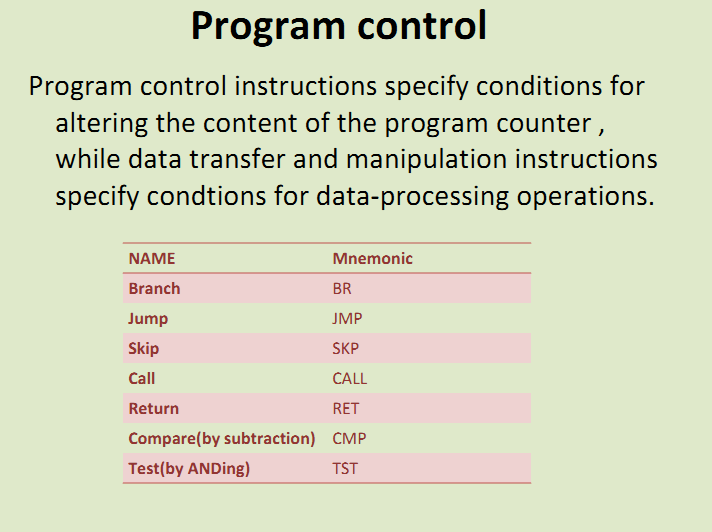 Program control
Program control instructions specify conditions for
altering the content of the program counter ,
while data transfer and manipulation instructions
specify condtions for data-processing operations.
NAME Mnemonic
Branch BR
Jump JMP
Skip SKP
Call CALL
Return RET
Compare(by subtraction) CMP
Test(by ANDing) TST